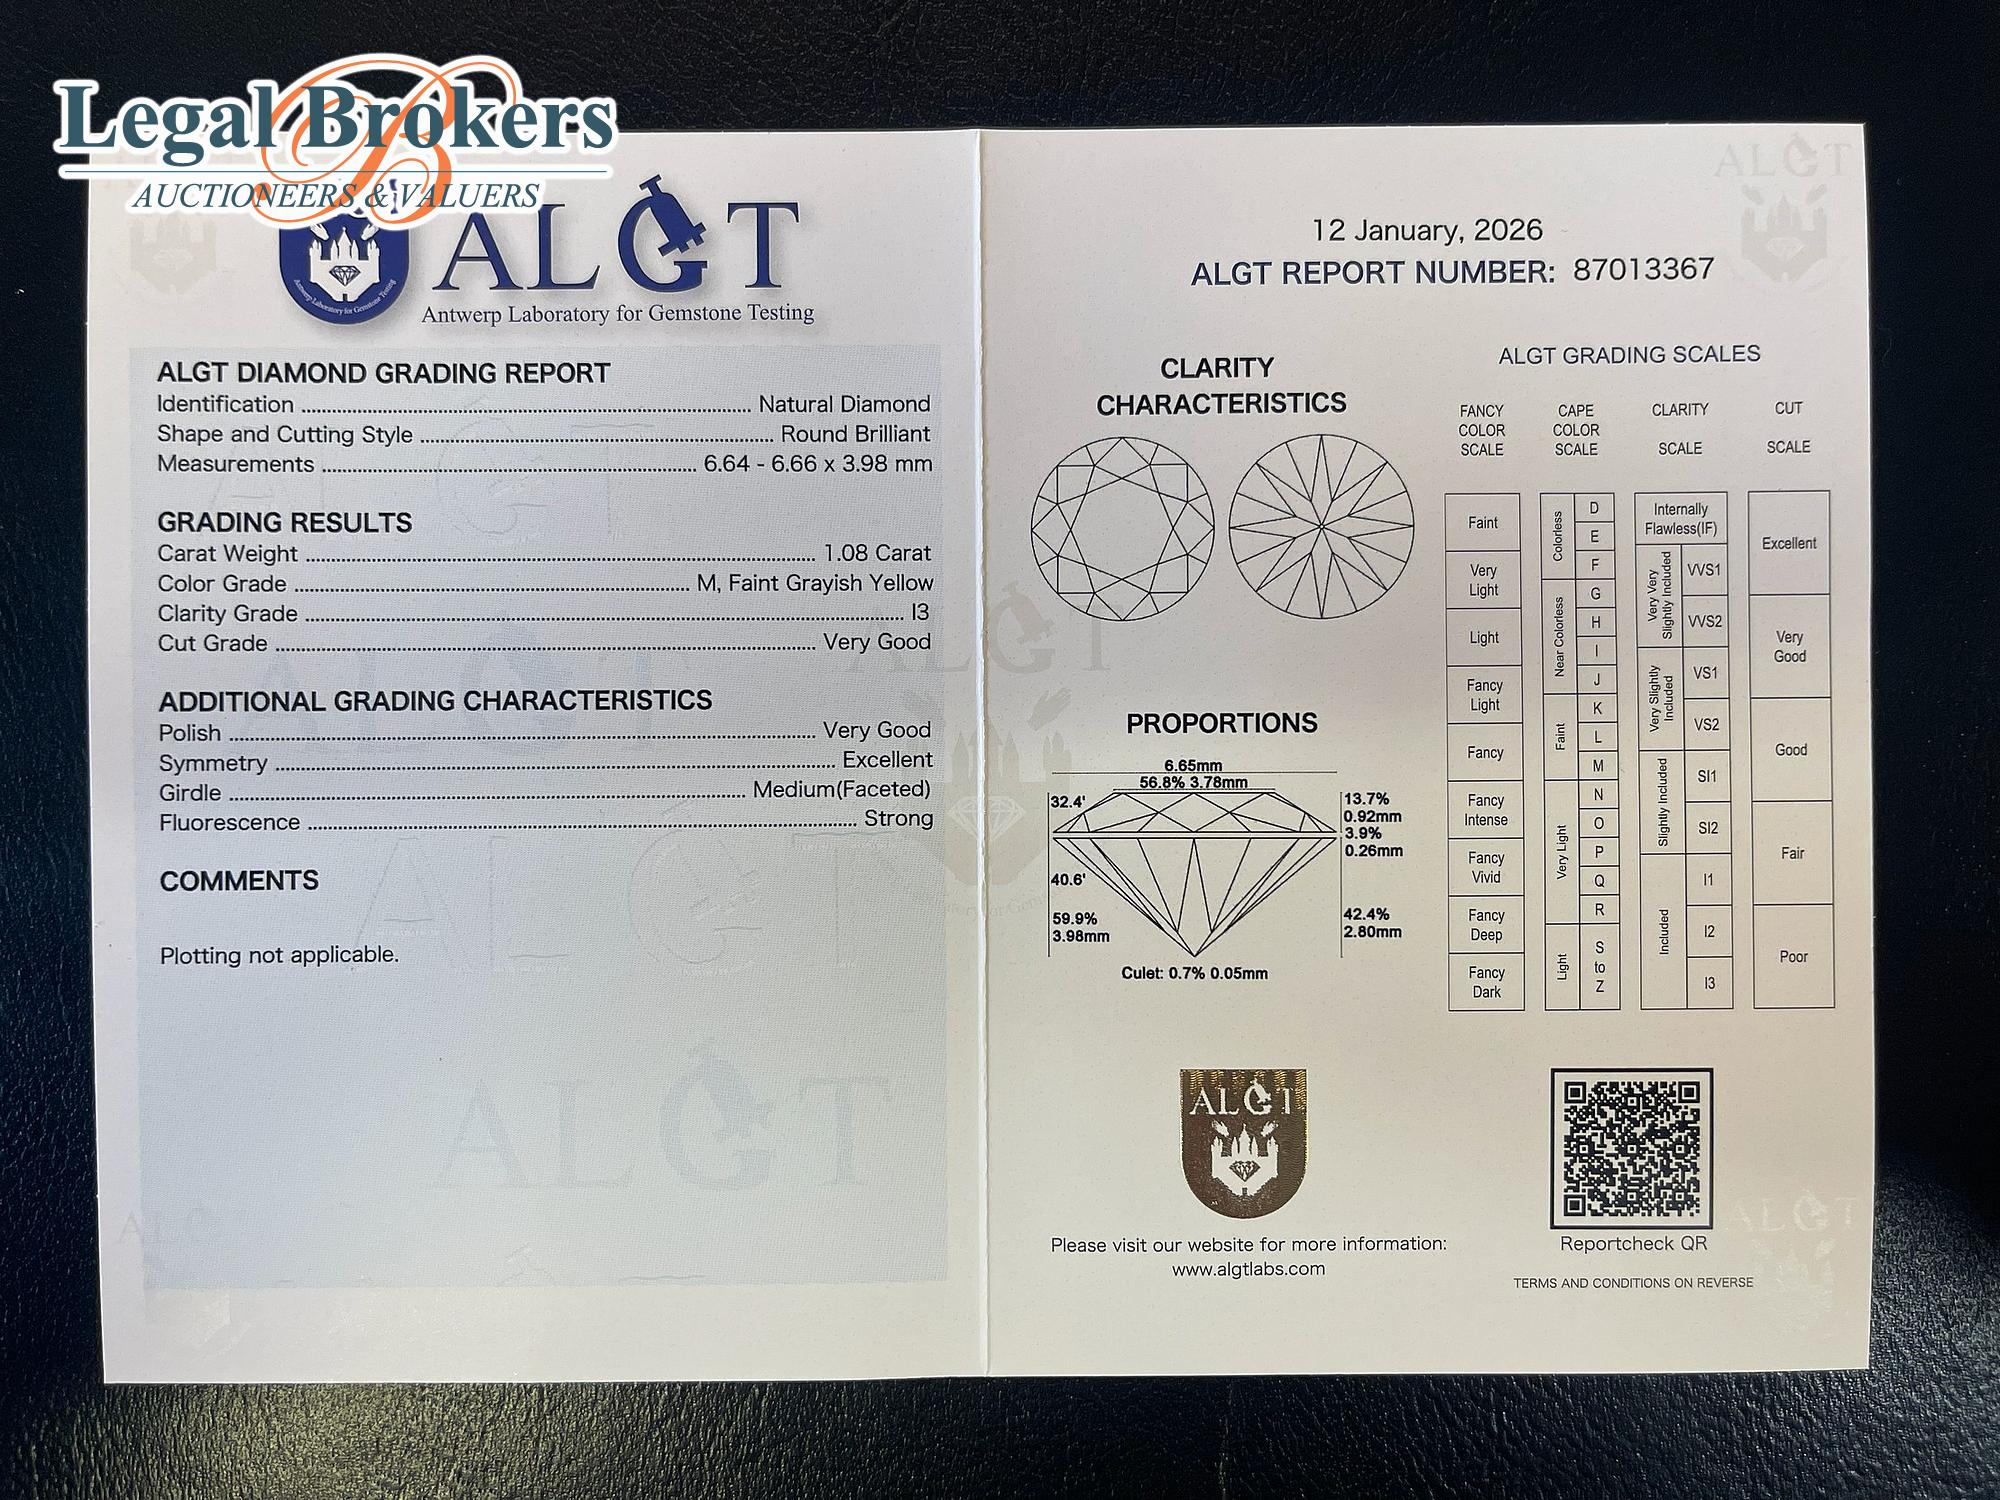 Legal Brokers
AUCTIONEERS & VALUERS
ALGT
Antwerp Laboratory for Gemstone Testing
Antwerp Laboratory for Gemstone Testing
ALGT DIAMOND GRADING REPORT
Identification ........ Natural Diamond
Shape and Cutting Style ........ Round Brilliant
Measurements ........ 6.64 - 6.66 x 3.98 mm
GRADING RESULTS
Carat Weight ........ 1.08 Carat
Color Grade ........ M, Faint Grayish Yellow
Clarity Grade ........ I3
Cut Grade ........ Very Good
ADDITIONAL GRADING CHARACTERISTICS
Polish ........ Very Good
Symmetry ........ Excellent
Girdle ........ Medium(Faceted)
Fluorescence ........ Strong
COMMENTS
Plotting not applicable.
ALGT
12 January, 2026
ALGT REPORT NUMBER: 87013367
CLARITY
CHARACTERISTICS
PROPORTIONS
6.65mm
56.8% 3.78mm
32.4'
13.7%
0.92mm
3.9%
0.26mm
40.6'
59.9%
3.98mm
42.4%
2.80mm
Culet: 0.7% 0.05mm
ALGT GRADING SCALES
FANCY
COLOR
SCALE
Faint
Very
Light
Light
Fancy
Light
Fancy
Fancy
Intense
Fancy
Vivid
Fancy
Deep
Fancy
Dark
CAPE
COLOR
SCALE
Colorless
D
E
F
Near Colorless
G
H
I
J
Faint
K
L
M
Very Light
N
O
P
Q
R
Light
S
to
Z
CLARITY
SCALE
Internally
Flawless(IF)
Very Very
Slightly Included
VVS1
VVS2
Very Slightly
Included
VS1
VS2
Slightly Included
SI1
SI2
Included
I1
I2
I3
CUT
SCALE
Excellent
Very
Good
Good
Fair
Poor
ALGT
Please visit our website for more information:
www.algtlabs.com
Reportcheck QR
TERMS AND CONDITIONS ON REVERSE
ALGT
ALGT
ALGT
ALGT